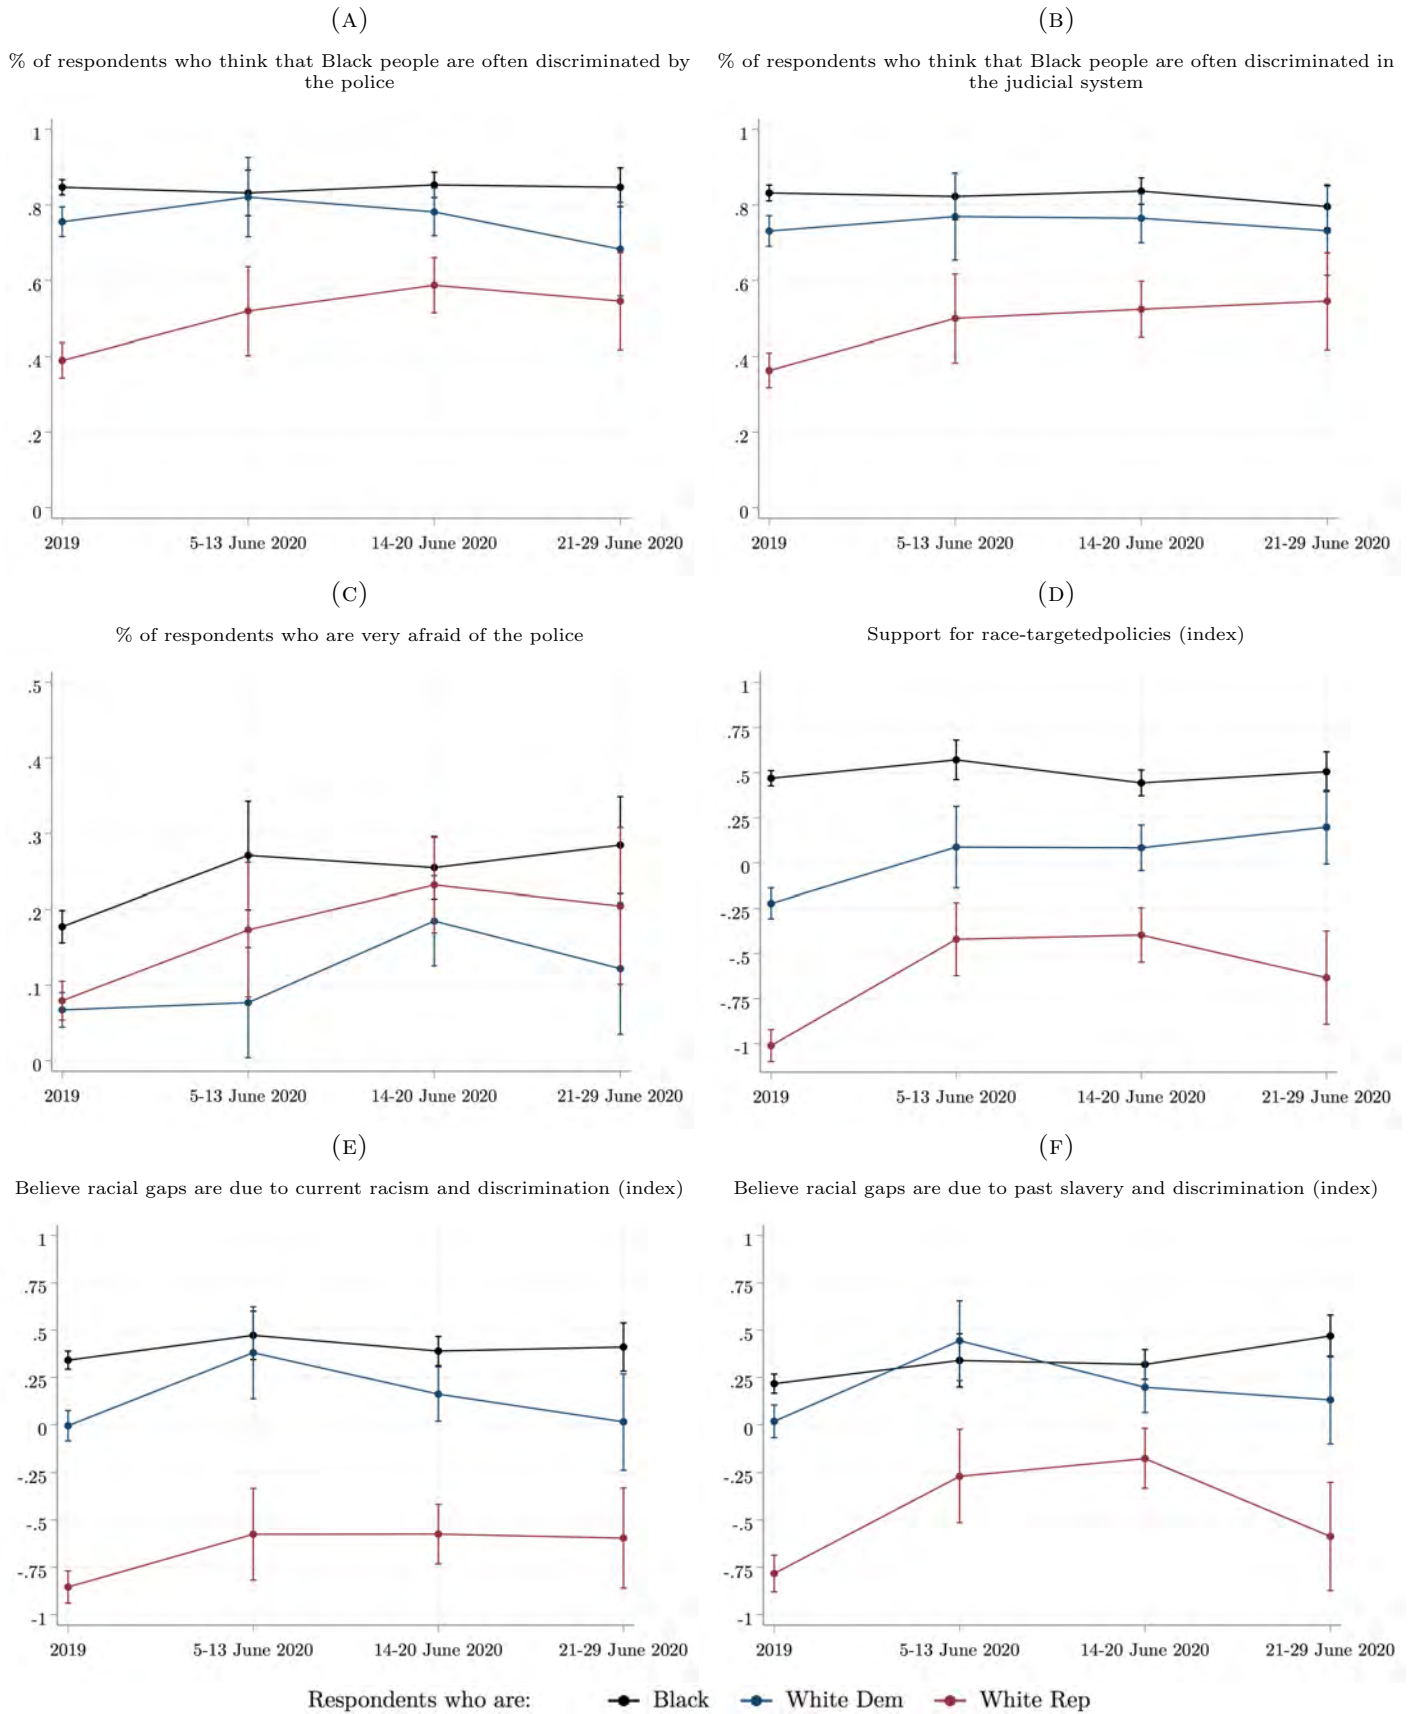 (A)
% of respondents who think that Black people are often discriminated by
the police
1
.8
.6
.4
.2
0
2019 5-13 June 2020 14-20 June 2020 21-29 June 2020
(B)
% of respondents who think that Black people are often discriminated in
the judicial system
1
.8
.6
.4
.2
0
2019 5-13 June 2020 14-20 June 2020 21-29 June 2020
(C)
% of respondents who are very afraid of the police
.5
.4
.3
.2
.1
0
2019 5-13 June 2020 14-20 June 2020 21-29 June 2020
(D)
Support for race-targetedpolicies (index)
1
.75
.5
.25
0
-.25
-.5
-.75
-1
2019 5-13 June 2020 14-20 June 2020 21-29 June 2020
(E)
Believe racial gaps are due to current racism and discrimination (index)
1
.75
.5
.25
0
-.25
-.5
-.75
-1
2019 5-13 June 2020 14-20 June 2020 21-29 June 2020
(F)
Believe racial gaps are due to past slavery and discrimination (index)
1
.75
.5
.25
0
-.25
-.5
-.75
-1
2019 5-13 June 2020 14-20 June 2020 21-29 June 2020
Respondents who are: Black White Dem White Rep